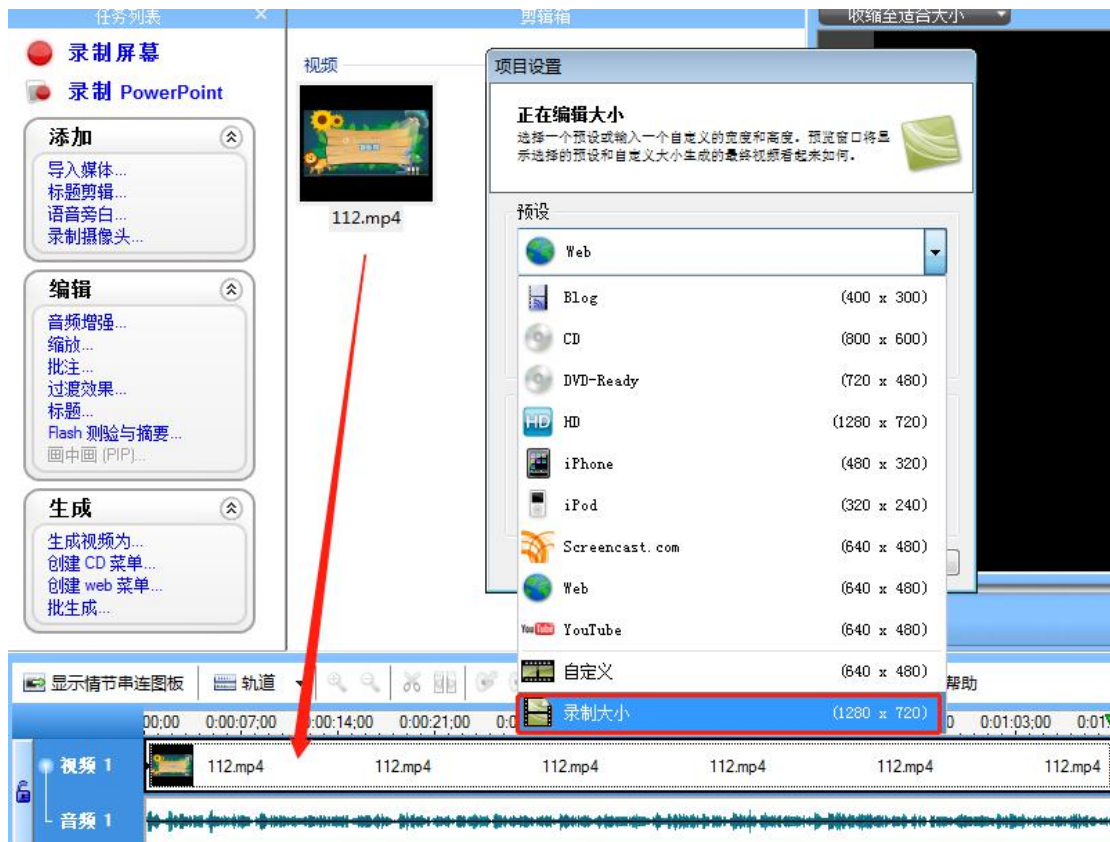 任务列表
剪辑箱
收缩至适合大小
录制屏幕
录制 PowerPoint
添加
导入媒体...
标题剪辑...
语音旁白...
录制摄像头...
编辑
音频增强...
缩放...
批注...
过渡效果...
标题...
Flash 测验与摘要...
画中画 (PIP)...
生成
生成视频为...
创建 CD 菜单...
创建 web 菜单...
批生成...
视频
112.mp4
项目设置
正在编辑大小
选择一个预设或输入一个自定义的宽度和高度。预览窗口将显
示选择的预设和自定义大小生成的最终视频看起来如何。
预设
Web
Blog (400 x 300)
CD (800 x 600)
DVD-Ready (720 x 480)
HD HD (1280 x 720)
iPhone (480 x 320)
iPod (320 x 240)
Screencast.com (640 x 480)
Web (640 x 480)
YouTube YouTube (640 x 480)
自定义 (640 x 480)
录制大小 (1280 x 720)
显示情节串连图板 轨道 帮助
00;00 0:00:07;00 0:00:14;00 0:00:21;00 0:01:03;00
视频 1 112.mp4 112.mp4 112.mp4 112.mp4 112.mp4 112.mp4
音频 1